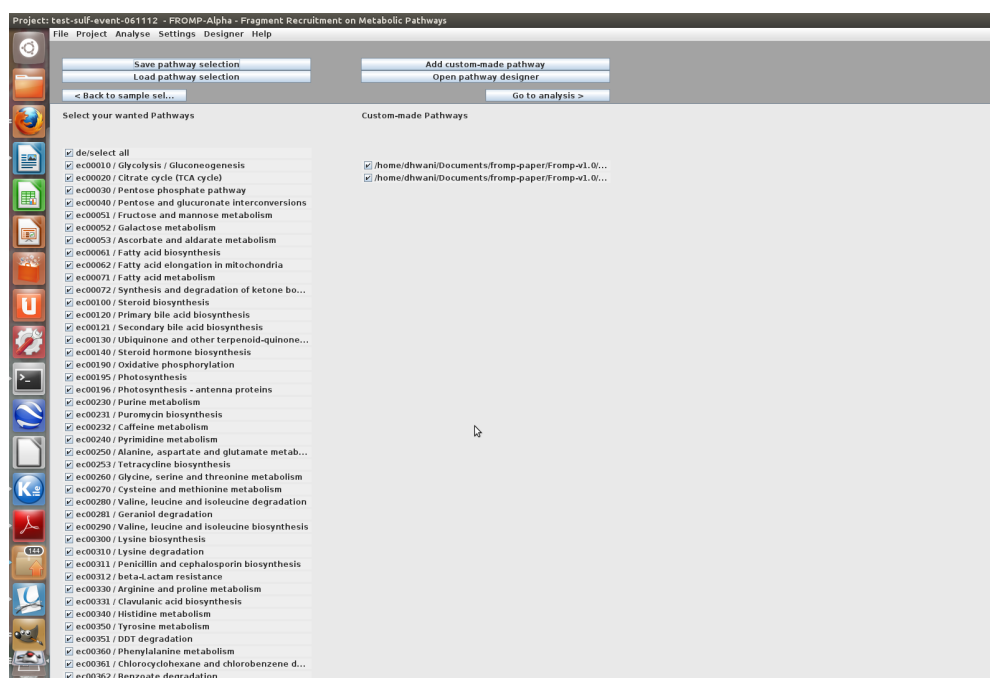 Project: test-sulf-event-061112 - FROMP-Alpha - Fragment Recruitment on Metabolic Pathways
File Project Analyse Settings Designer Help
Save pathway selection
Load pathway selection
Add custom-made pathway
Open pathway designer
< Back to sample sel...
Go to analysis >
Select your wanted Pathways
Custom-made Pathways
de/select all
ec00010 / Glycolysis / Gluconeogenesis
/home/dhwani/Documents/fromp-paper/Fromp-v1.0/...
ec00020 / Citrate cycle (TCA cycle)
/home/dhwani/Documents/fromp-paper/Fromp-v1.0/...
ec00030 / Pentose phosphate pathway
ec00040 / Pentose and glucuronate interconversions
ec00051 / Fructose and mannose metabolism
ec00052 / Galactose metabolism
ec00053 / Ascorbate and aldarate metabolism
ec00061 / Fatty acid biosynthesis
ec00062 / Fatty acid elongation in mitochondria
ec00071 / Fatty acid metabolism
ec00072 / Synthesis and degradation of ketone bo...
ec00100 / Steroid biosynthesis
ec00120 / Primary bile acid biosynthesis
ec00121 / Secondary bile acid biosynthesis
ec00130 / Ubiquinone and other terpenoid-quinone...
ec00140 / Steroid hormone biosynthesis
ec00190 / Oxidative phosphorylation
ec00195 / Photosynthesis
ec00196 / Photosynthesis - antenna proteins
ec00230 / Purine metabolism
ec00231 / Puromycin biosynthesis
ec00232 / Caffeine metabolism
ec00240 / Pyrimidine metabolism
ec00250 / Alanine, aspartate and glutamate metab...
ec00253 / Tetracycline biosynthesis
ec00260 / Glycine, serine and threonine metabolism
ec00270 / Cysteine and methionine metabolism
ec00280 / Valine, leucine and isoleucine degradation
ec00281 / Geraniol degradation
ec00290 / Valine, leucine and isoleucine biosynthesis
ec00300 / Lysine biosynthesis
ec00310 / Lysine degradation
144
ec00311 / Penicillin and cephalosporin biosynthesis
ec00312 / beta-Lactam resistance
ec00330 / Arginine and proline metabolism
ec00331 / Clavulanic acid biosynthesis
ec00340 / Histidine metabolism
ec00350 / Tyrosine metabolism
ec00351 / DDT degradation
ec00360 / Phenylalanine metabolism
ec00361 / Chlorocyclohexane and chlorobenzene d...
ec00362 / Benzoate degradation